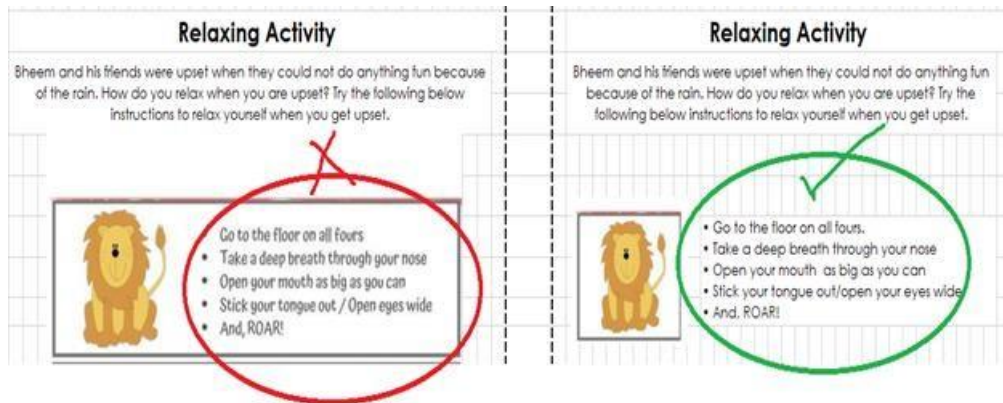 Relaxing Activity
Bheem and his friends were upset when they could not do anything fun because
of the rain. How do you relax when you are upset? Try the following below
instructions to relax yourself when you get upset.
Go to the floor on all fours
• Take a deep breath through your nose
• Open your mouth as big as you can
• Stick your tongue out / Open eyes wide
• And, ROAR!
Relaxing Activity
Bheem and his friends were upset when they could not do anything fun
because of the rain. How do you relax when you are upset? Try the
following below instructions to relax yourself when you get upset.
• Go to the floor on all fours.
• Take a deep breath through your nose
• Open your mouth as big as you can
• Stick your tongue out/open your eyes wide
• And, ROAR!